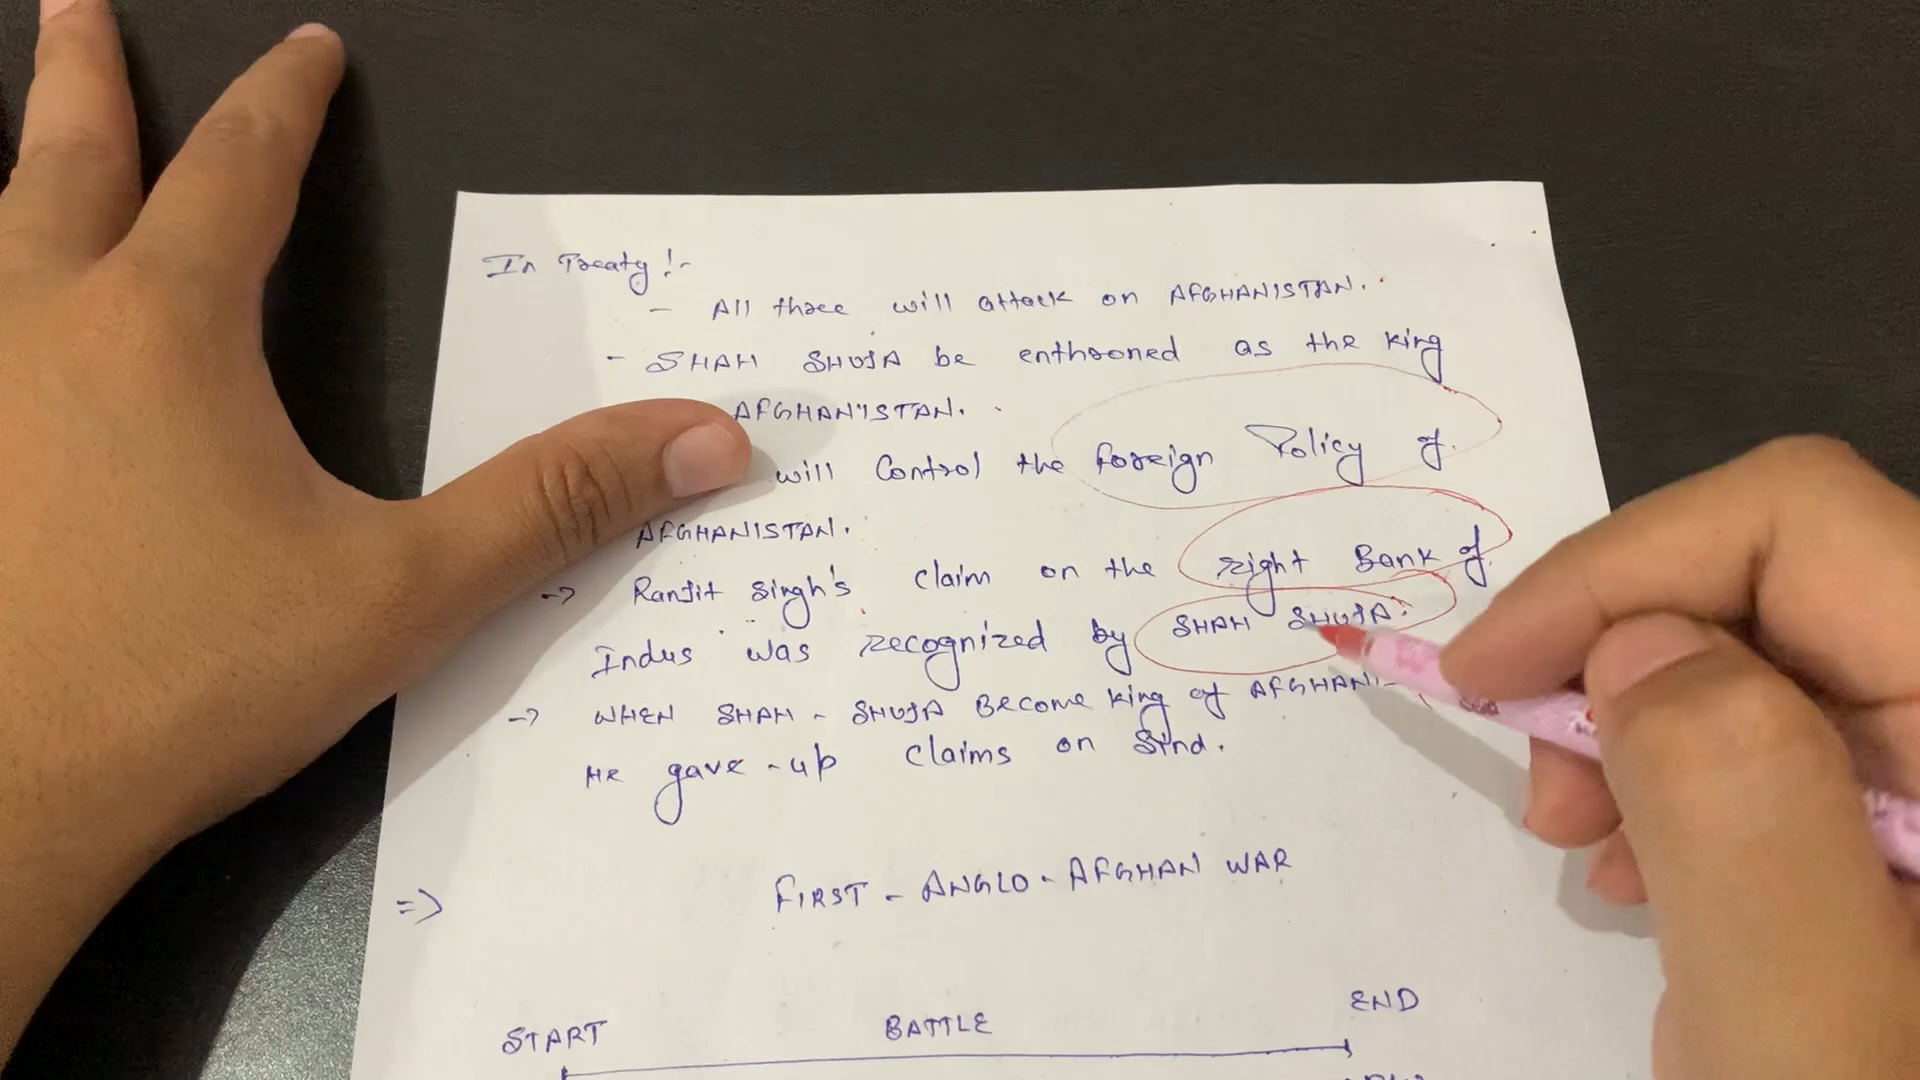 In Treaty :-
- All three will attack on AFGHANISTAN.
- SHAH SHUJA be enthroned as the king
AFGHANISTAN.
will Control the foreign Policy of
AFGHANISTAN.
-> Ranjit Singh's claim on the right Bank of
Indus was recognized by SHAH SHUJA.
-> WHEN SHAH - SHUJA Become king of AFGHANI
HE gave-up claims on Sind.
=> FIRST - ANGLO - AFGHAN WAR
START BATTLE END